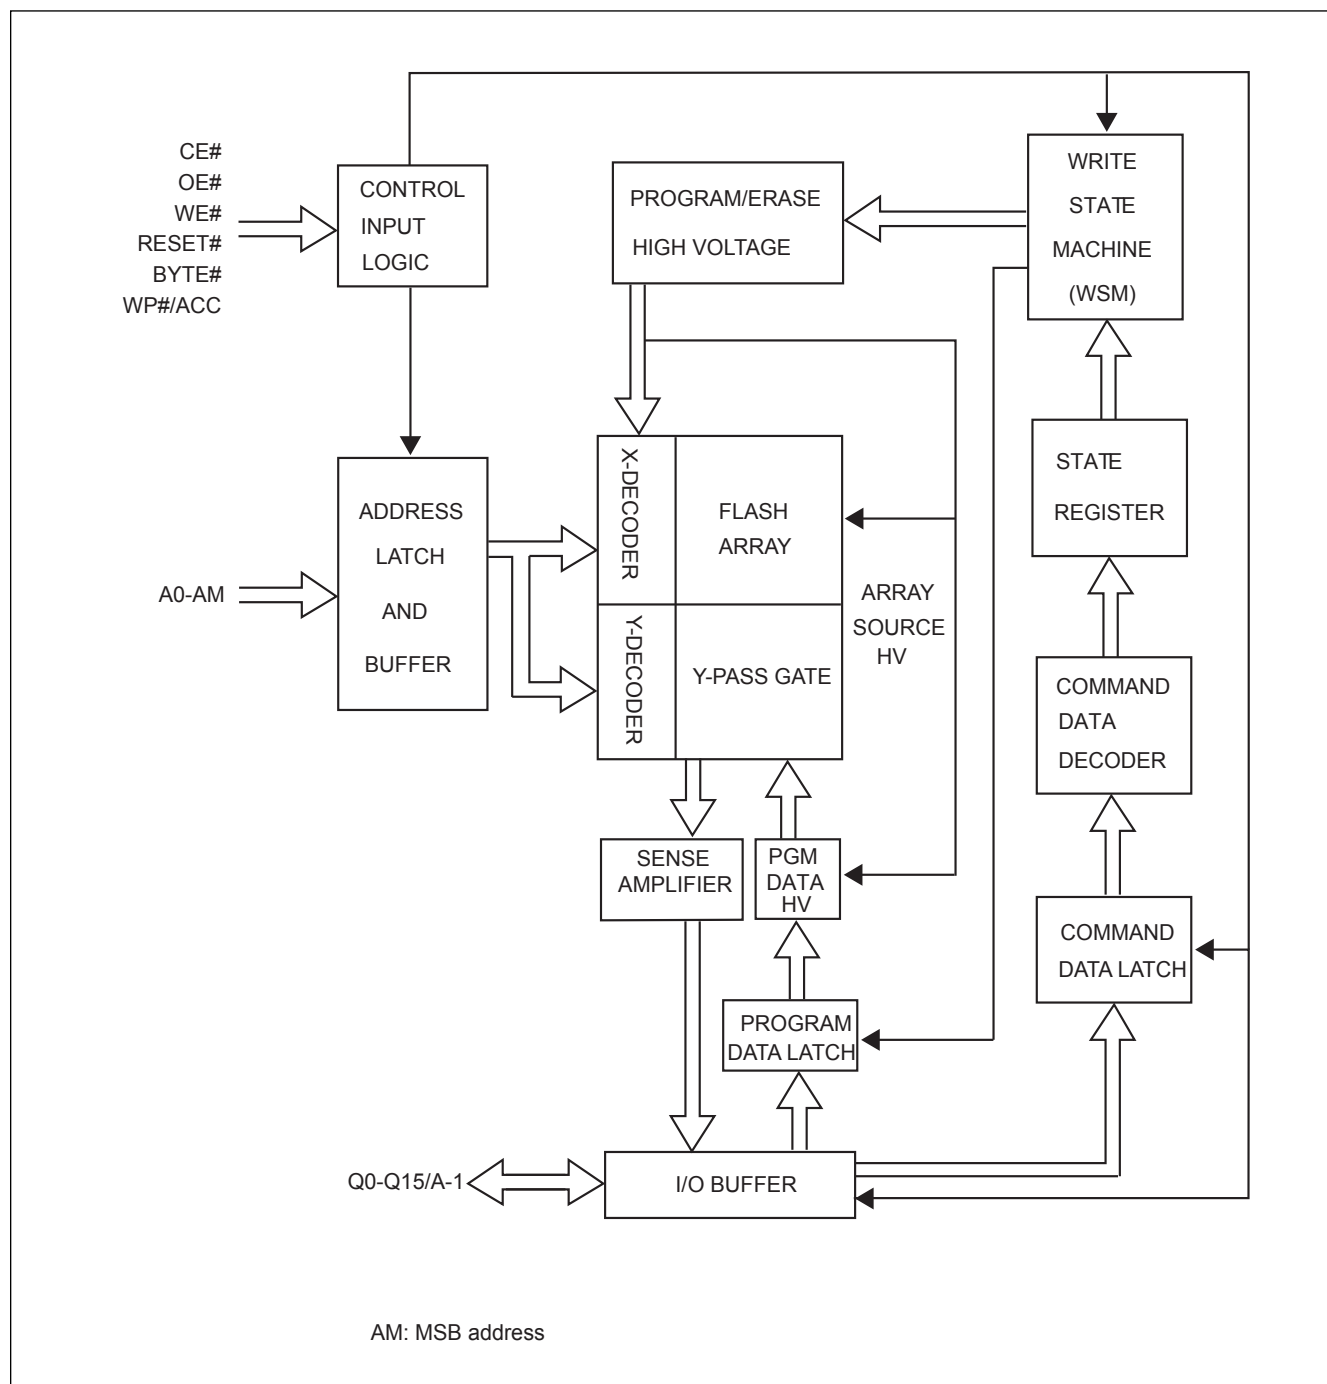 CE#
OE#
WE#
RESET#
BYTE#
WP#/ACC
CONTROL
INPUT
LOGIC
PROGRAM/ERASE
HIGH VOLTAGE
WRITE
STATE
MACHINE
(WSM)
STATE
REGISTER
ADDRESS
LATCH
AND
BUFFER
A0-AM
X-DECODER
FLASH
ARRAY
Y-DECODER
Y-PASS GATE
ARRAY
SOURCE
HV
COMMAND
DATA
DECODER
SENSE
AMPLIFIER
PGM
DATA
HV
COMMAND
DATA LATCH
PROGRAM
DATA LATCH
Q0-Q15/A-1
I/O BUFFER
AM: MSB address